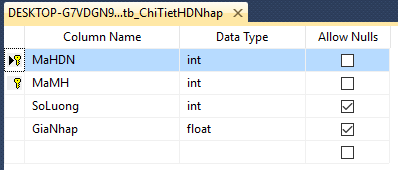 DESKTOP-G7VDGN9...tb_ChiTietHDNhap
Column Name Data Type Allow Nulls
MaHDN int
MaMH int
SoLuong int
GiaNhap float